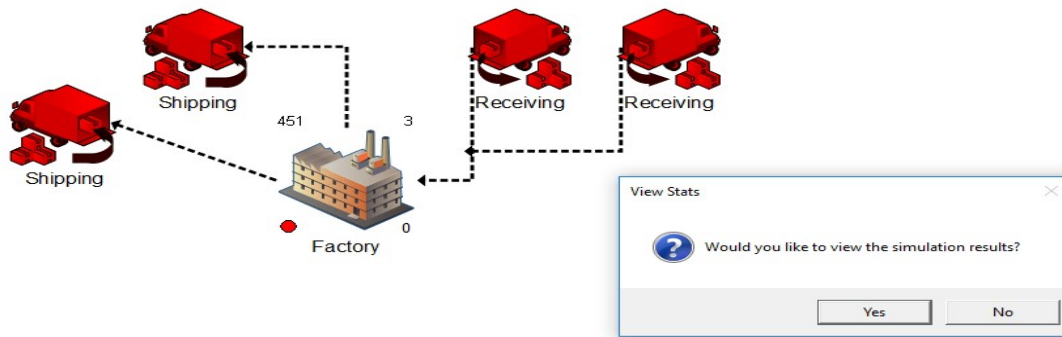 Shipping
Receiving
Receiving
451
3
Shipping
0
Factory
View Stats
Would you like to view the simulation results?
Yes
No